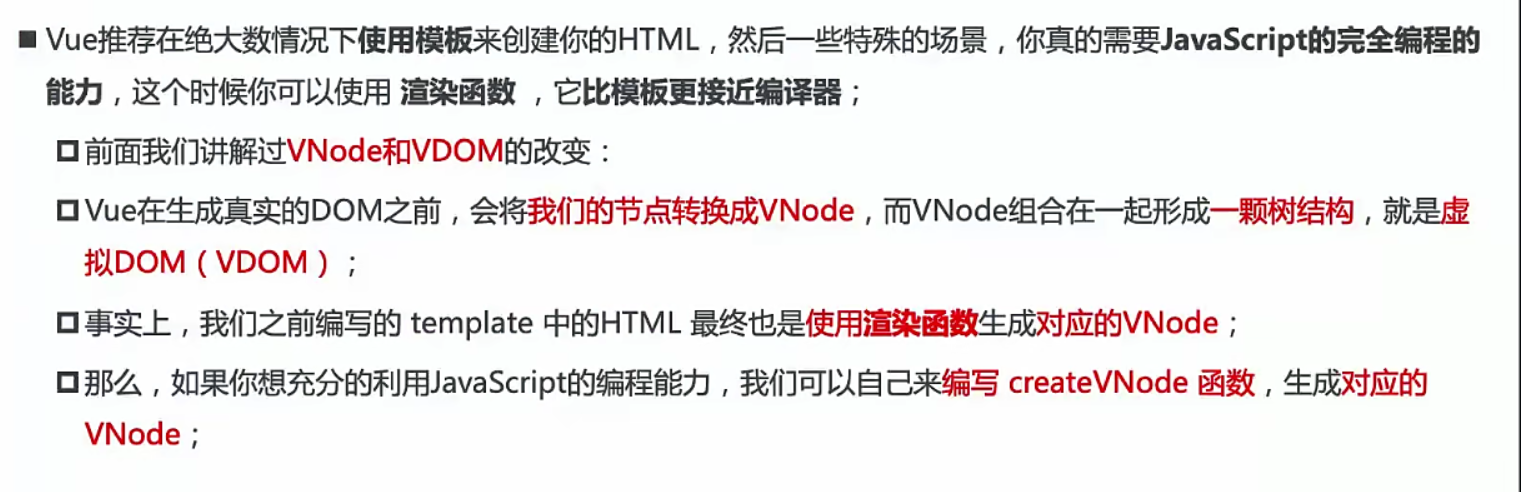 ■ Vue推荐在绝大数情况下使用模板来创建你的HTML，然后一些特殊的场景，你真的需要JavaScript的完全编程的
能力，这个时候你可以使用 渲染函数 ，它比模板更接近编译器；
前面我们讲解过VNode和VDOM的改变：
Vue在生成真实的DOM之前，会将我们的节点转换成VNode，而VNode组合在一起形成一颗树结构，就是虚
拟DOM（VDOM）；
事实上，我们之前编写的 template 中的HTML 最终也是使用渲染函数生成对应的VNode；
那么，如果你想充分的利用JavaScript的编程能力，我们可以自己来编写 createVNode 函数，生成对应的
VNode；